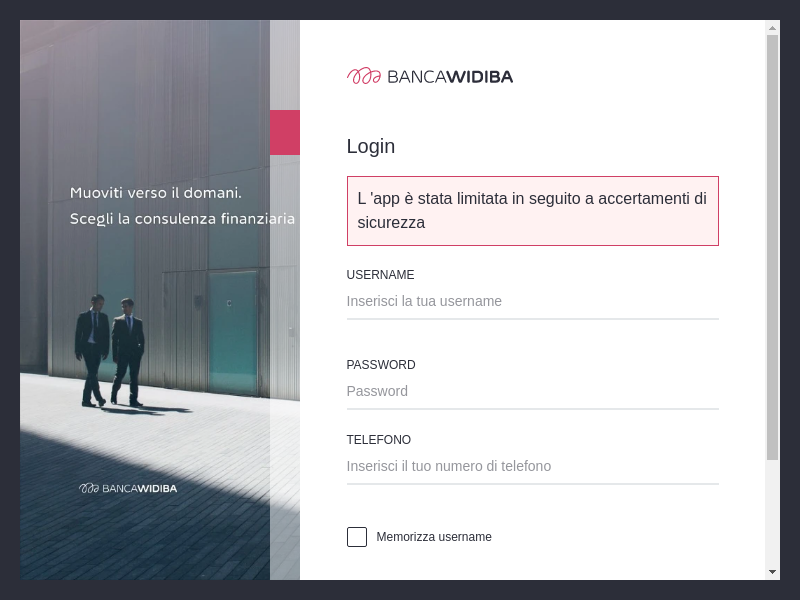 BANCAWIDIBA
Login
L 'app è stata limitata in seguito a accertamenti di
sicurezza
Muoviti verso il domani.
Scegli la consulenza finanziaria
USERNAME
Inserisci la tua username
PASSWORD
Password
TELEFONO
Inserisci il tuo numero di telefono
BANCAWIDIBA
Memorizza username